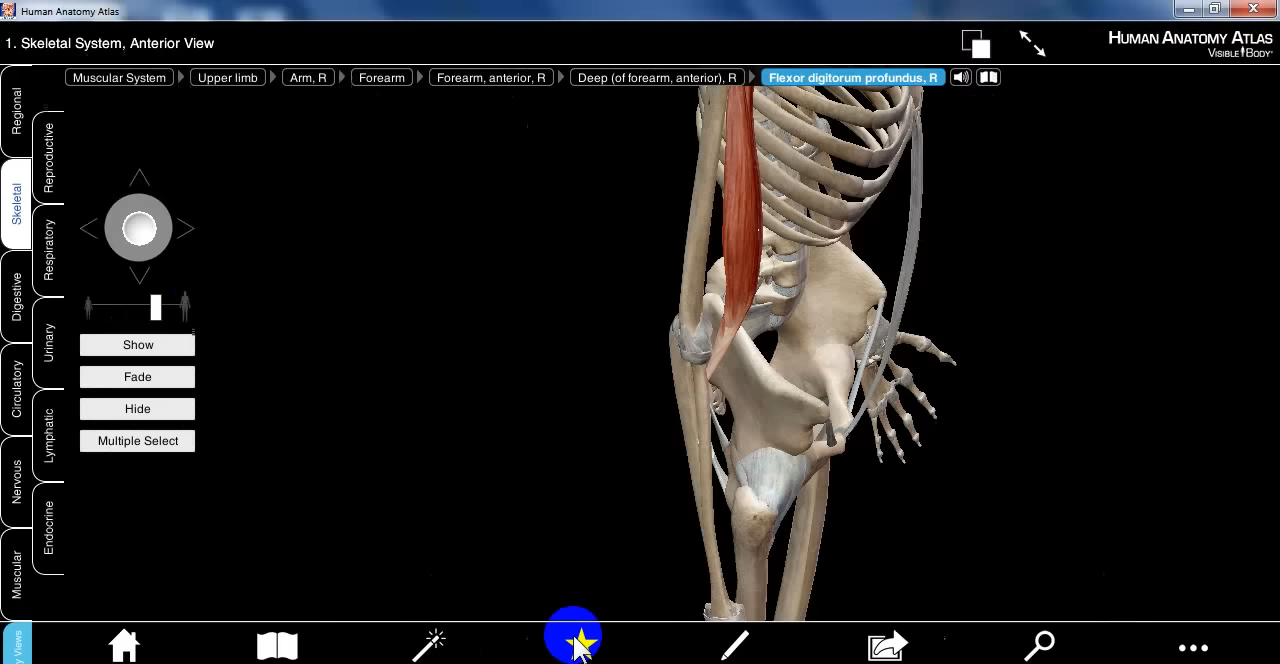 Human Anatomy Atlas
1. Skeletal System, Anterior View
HUMAN ANATOMY ATLAS
VISIBLE BODY
Muscular System
Upper limb
Arm, R
Forearm
Forearm, anterior, R
Deep (of forearm, anterior), R
Flexor digitorum profundus, R
Regional
Skeletal
Digestive
Circulatory
Nervous
Muscular
y Views
Reproductive
Respiratory
Urinary
Lymphatic
Endocrine
Show
Fade
Hide
Multiple Select